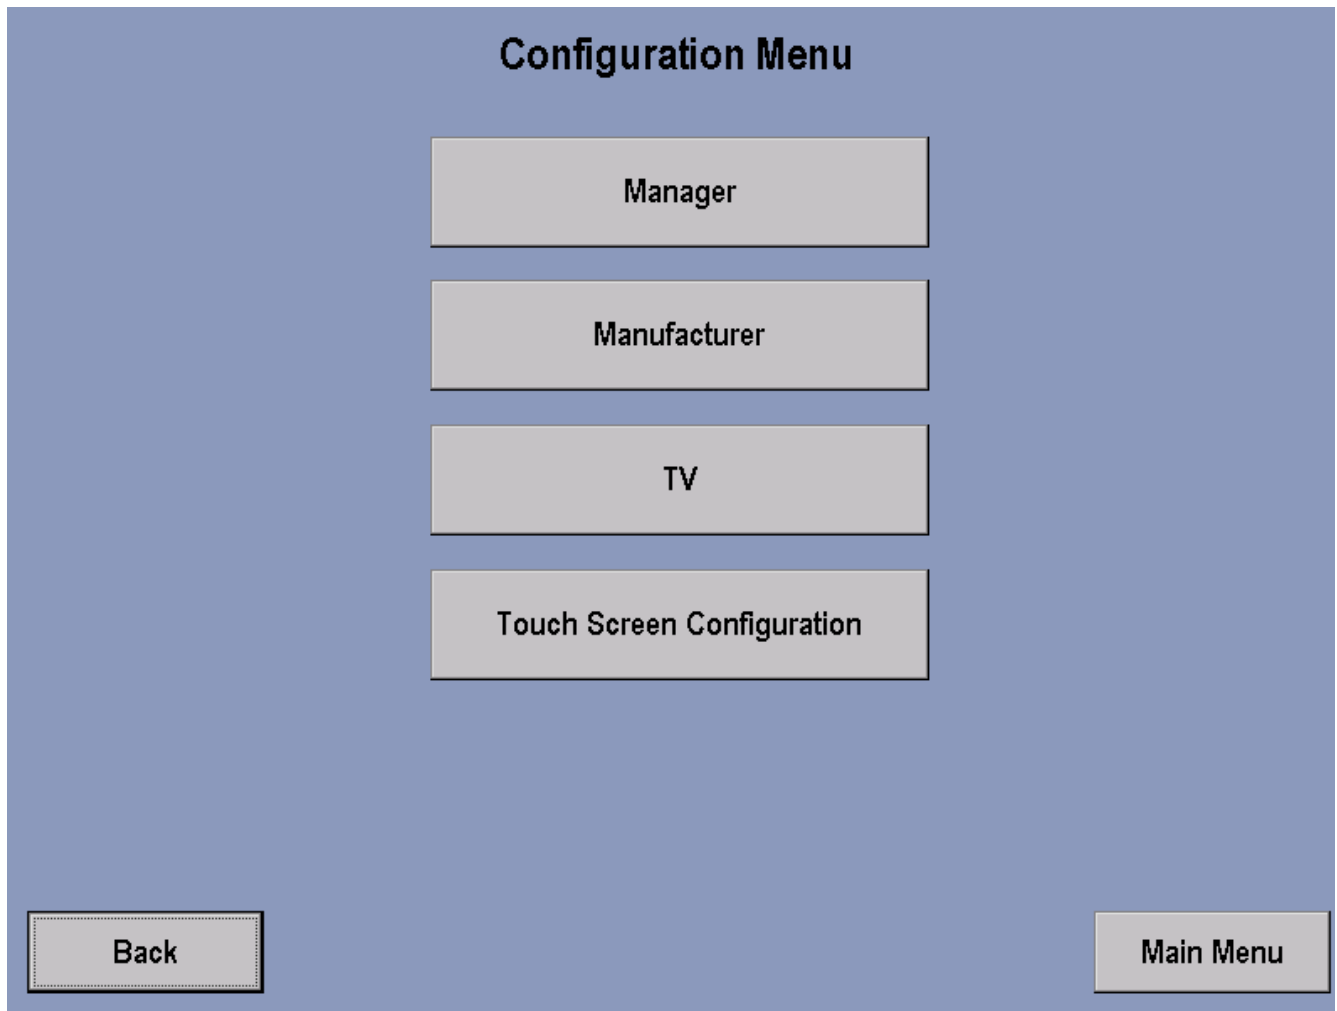 Configuration Menu
Manager
Manufacturer
TV
Touch Screen Configuration
Back
Main Menu